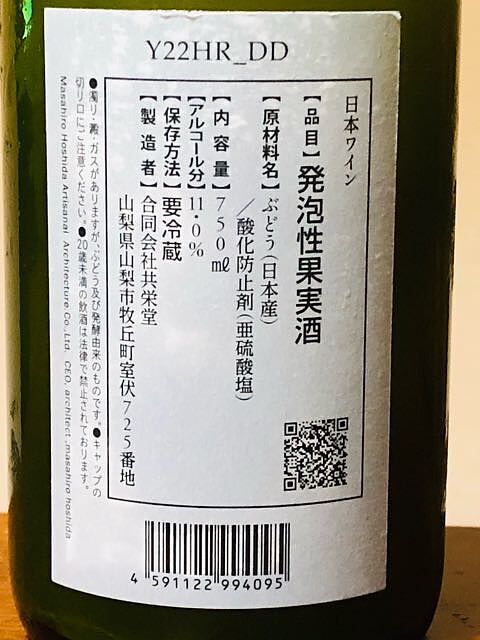 Y22HR_DD
日本ワイン
【品目】発泡性果実酒
【原材料名】ぶどう(日本産)
／酸化防止剤(亜硫酸塩)
【内容量】750㎖
【アルコール分】11.0%
【保存方法】要冷蔵
【製造者】合同会社共栄堂
山梨県山梨市牧丘町室伏725番地
●濁り・澱・ガスがありますが、ぶどう及び発酵由来のものです。●キャップの
切り口にご注意ください。●20歳未満の飲酒は法律で禁止されております。
Masahiro Hoshida Artisanal Architecture Co., Ltd. CEO, architect ,masahiro hoshida
4 591122 994095